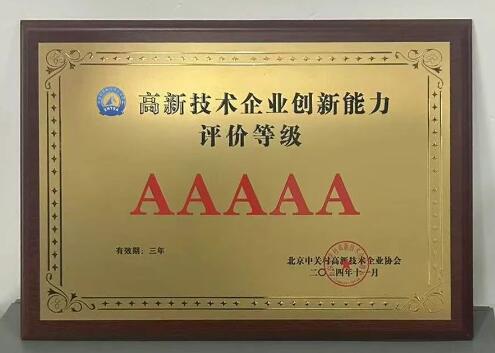 高新技术企业创新能力
评价等级
AAAAA
有效期：三年
北京中关村高新技术企业协会
二〇二四年十一月